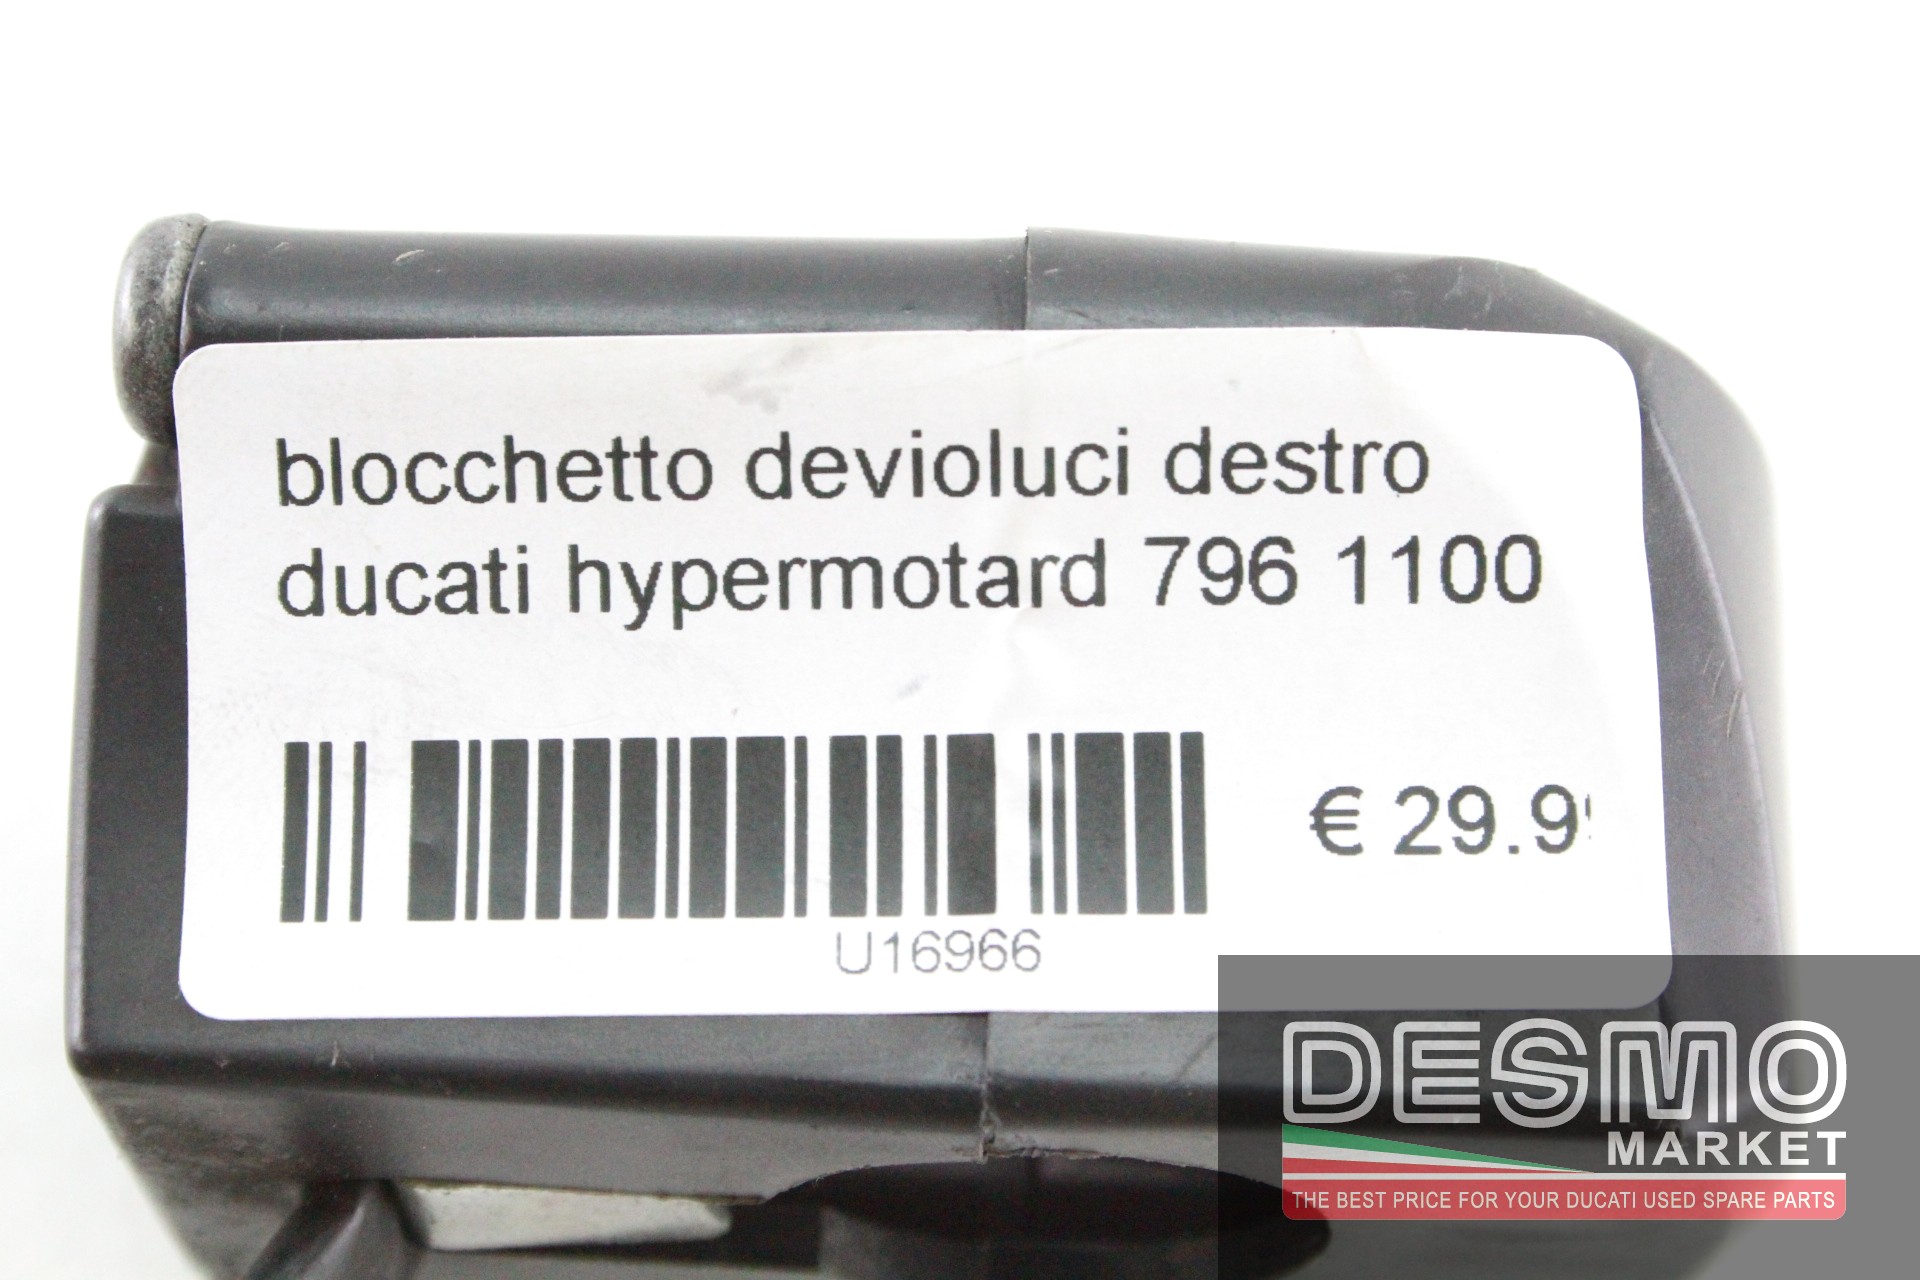 blocchetto devioluci destro
ducati hypermotard 796 1100
€ 29.9
U16966
DESMO
MARKET
THE BEST PRICE FOR YOUR DUCATI USED SPARE PARTS